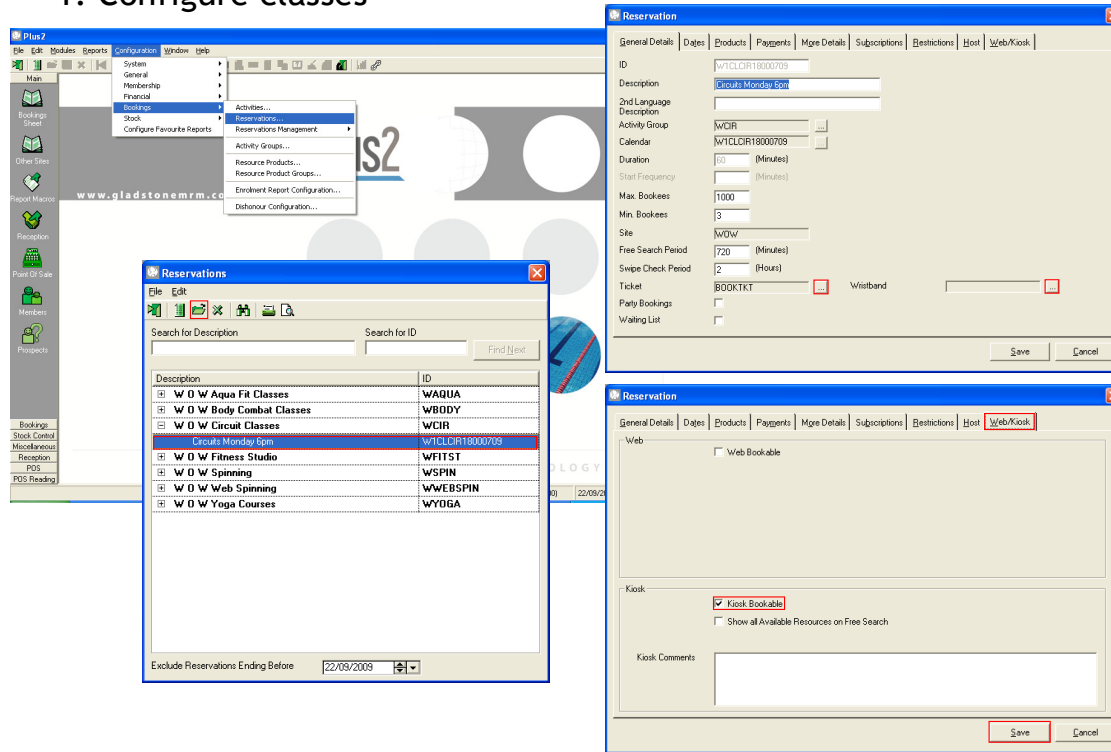 1. Configure classes
Plus2
File Edit Modules Reports Configuration Window Help
Main
Bookings Sheet
Other Sites
Report Macros
Reception
Point Of Sale
Members
Prospects
Bookings
Stock Control
Miscellaneous
Reception
POS
POS Reading
System
General
Membership
Financial
Bookings
Stock
Configure Favourite Reports
Activities...
Reservations...
Reservations Management
Activity Groups...
Resource Products...
Resource Product Groups...
Enrolment Report Configuration...
Dishonour Configuration...
us2
www.gladstonemrm.co
OLOGY
00) 22/09/2
Reservations
File Edit
Search for Description Search for ID
Find Next
Description ID
W O W Aqua Fit Classes WAQUA
W O W Body Combat Classes WBODY
W O W Circuit Classes WCIR
Circuits Monday 6pm W1CLCIR18000709
W O W Fitness Studio WFITST
W O W Spinning WSPIN
W O W Web Spinning WWEBSPIN
W O W Yoga Courses WYOGA
Exclude Reservations Ending Before 22/09/2009
Reservation
General Details Dates Products Payments More Details Subscriptions Restrictions Host Web/Kiosk
ID W1CLCIR18000709
Description Circuits Monday 6pm
2nd Language
Description
Activity Group WCIR ...
Calendar W1CLCIR18000709
Duration 60 (Minutes)
Start Frequency (Minutes)
Max. Bookees 1000
Min. Bookees 3
Site WOW
Free Search Period 720 (Minutes)
Swipe Check Period 2 (Hours)
Ticket BOOKTKT ... Wristband ...
Party Bookings
Waiting List
Save Cancel
Reservation
General Details Dates Products Payments More Details Subscriptions Restrictions Host Web/Kiosk
Web
Web Bookable
Kiosk
Kiosk Bookable
Show all Available Resources on Free Search
Kiosk Comments
Save Cancel